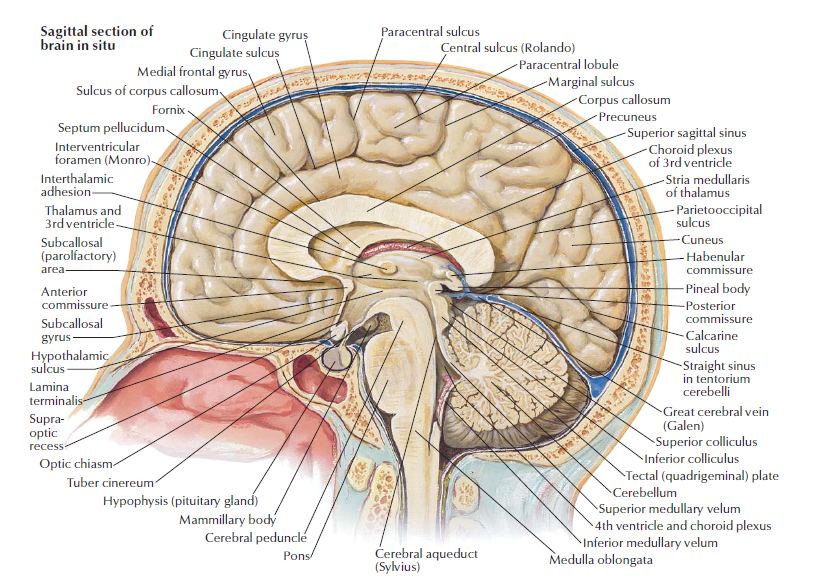 Sagittal section of
brain in situ
Cingulate gyrus
Cingulate sulcus
Medial frontal gyrus
Sulcus of corpus callosum
Fornix
Septum pellucidum
Interventricular
foramen (Monro)
Interthalamic
adhesion
Thalamus and
3rd ventricle
Subcallosal
(parolfactory)
area
Anterior
commissure
Subcallosal
gyrus
Hypothalamic
sulcus
Lamina
terminalis
Supra-
optic
recess
Optic chiasm
Tuber cinereum
Hypophysis (pituitary gland)
Mammillary body
Cerebral peduncle
Pons
Cerebral aqueduct
(Sylvius)
Paracentral sulcus
Central sulcus (Rolando)
Paracentral lobule
Marginal sulcus
Corpus callosum
Precuneus
Superior sagittal sinus
Choroid plexus
of 3rd ventricle
Stria medullaris
of thalamus
Parietooccipital
sulcus
Cuneus
Habenular
commissure
Pineal body
Posterior
commissure
Calcarine
sulcus
Straight sinus
in tentorium
cerebelli
Great cerebral vein
(Galen)
Superior colliculus
Inferior colliculus
Tectal (quadrigeminal) plate
Cerebellum
Superior medullary velum
4th ventricle and choroid plexus
Inferior medullary velum
Medulla oblongata